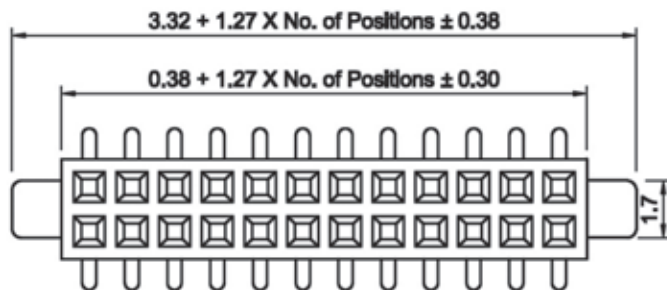 3.32 + 1.27 X No. of Positions ± 0.38
0.38 + 1.27 X No. of Positions ± 0.30
1.7